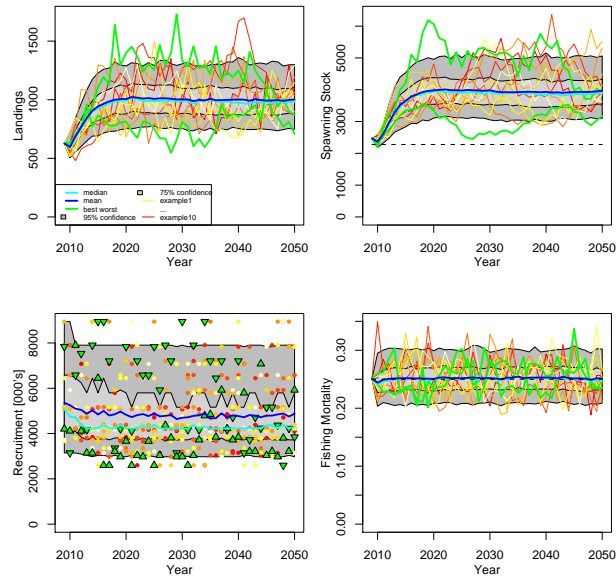 Landings
0
500
1000
1500
median
mean
best worst
95% confidence
75% confidence
example1
...
example10
2010 2020 2030 2040 2050
Year
Spawning Stock
0
1000
2000
3000
4000
5000
6000
2010 2020 2030 2040 2050
Year
Recruitment [000's]
0
2000
4000
6000
8000
2010 2020 2030 2040 2050
Year
Fishing Mortality
0.00
0.10
0.20
0.30
2010 2020 2030 2040 2050
Year